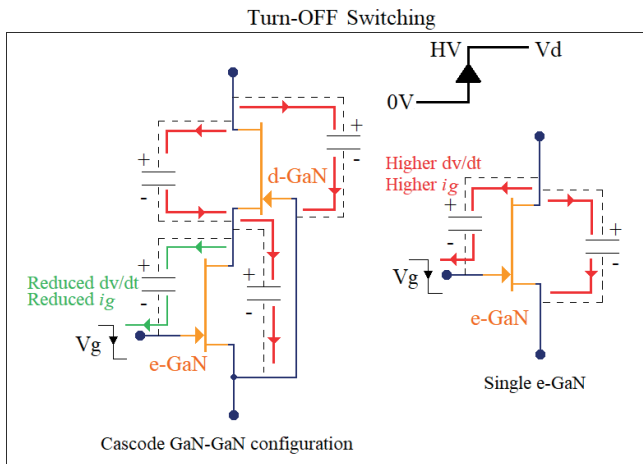 Turn-OFF Switching
HV
Vd
0V
+
-
d-GaN
+
-
Higher dv/dt
Higher ig
+
-
+
-
Vg
e-GaN
Reduced dv/dt
Reduced ig
+
-
+
-
Vg
e-GaN
Single e-GaN
Cascode GaN-GaN configuration